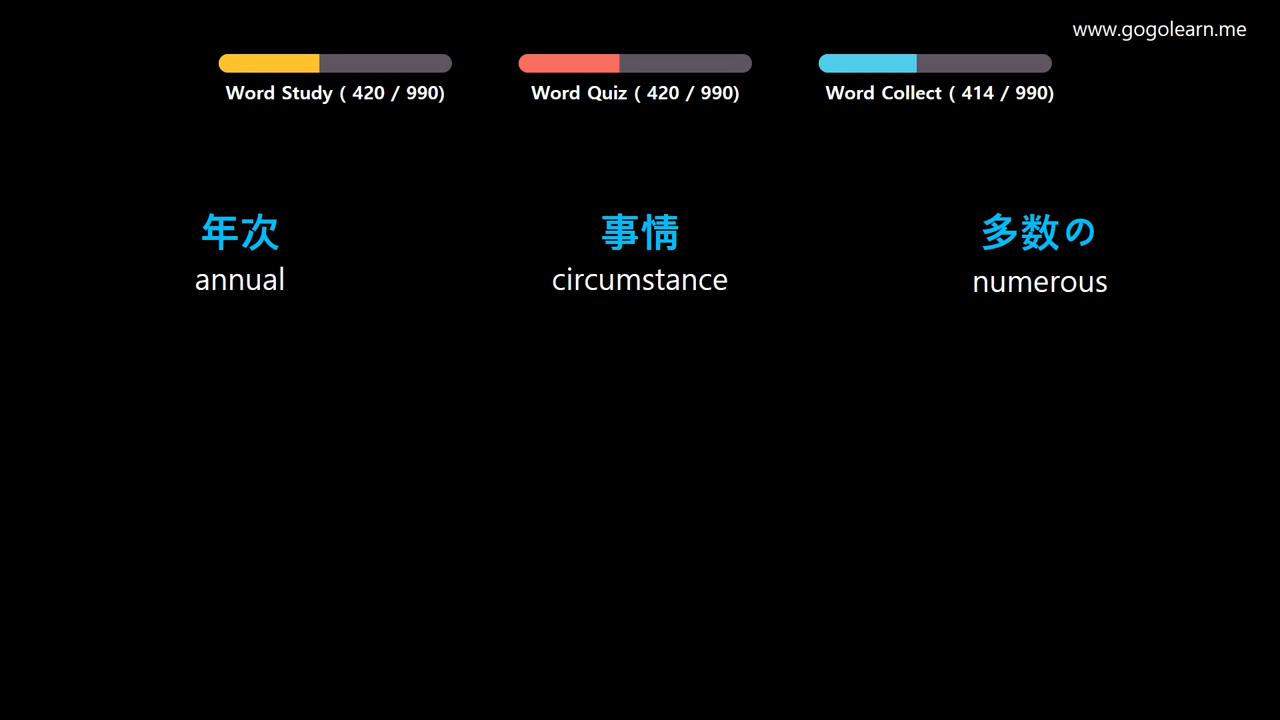 www.gogolearn.me
Word Study ( 420 / 990)
Word Quiz ( 420 / 990)
Word Collect ( 414 / 990)
年次
annual
事情
circumstance
多数の
numerous